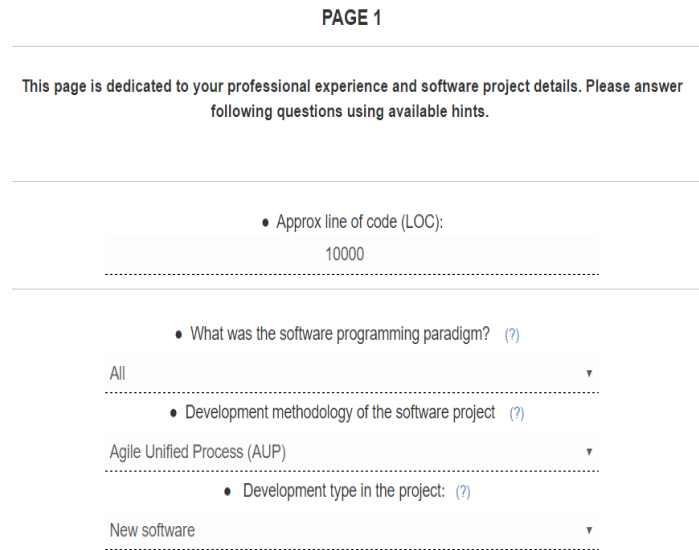 PAGE 1
This page is dedicated to your professional experience and software project details. Please answer
following questions using available hints.
● Approx line of code (LOC):
10000
● What was the software programming paradigm? (?)
All ▼
● Development methodology of the software project (?)
Agile Unified Process (AUP) ▼
● Development type in the project: (?)
New software ▼